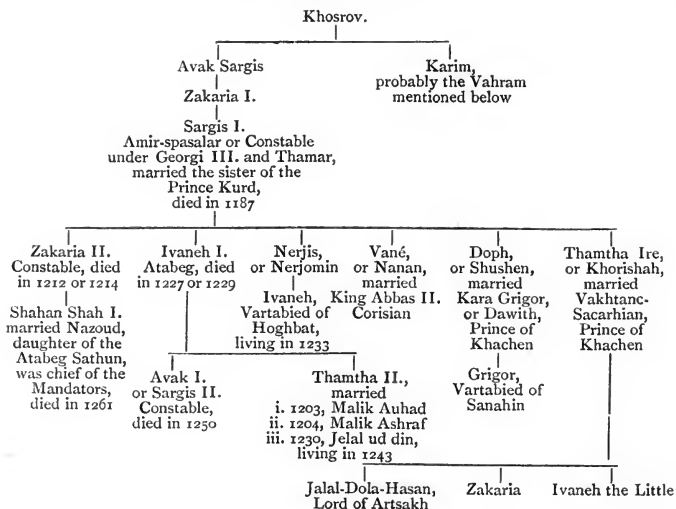 Khosrov.
Avak Sargis
Karim,
probably the Vahram
mentioned below
Zakaria I.
Sargis I.
Amir-spasalar or Constable
under Georgi III. and Thamar,
married the sister of the
Prince Kurd,
died in 1187
Zakaria II.
Constable, died
in 1212 or 1214
Shahan Shah I.
married Nazoud,
daughter of the
Atabeg Sathun,
was chief of the
Mandators,
died in 1261
Ivaneh I.
Atabeg, died
in 1227 or 1229
Nerjis,
or Nerjomin
Ivaneh,
Vartabied of
Hoghbat,
living in 1233
Vané,
or Nanan,
married
King Abbas II.
Corisian
Doph,
or Shushen,
married
Kara Grigor,
or Dawith,
Prince of
Khachen
Grigor,
Vartabied of
Sanahin
Thamtha Ire,
or Khorishah,
married
Vakhtanc-
Sacarhian,
Prince of
Khachen
Avak I.
or Sargis II.
Constable,
died in 1250
Thamtha II.,
married
i. 1203, Malik Auhad
ii. 1204, Malik Ashraf
iii. 1230, Jelal ud din,
living in 1243
Jalal-Dola-Hasan,
Lord of Artsakh
Zakaria
Ivaneh the Little